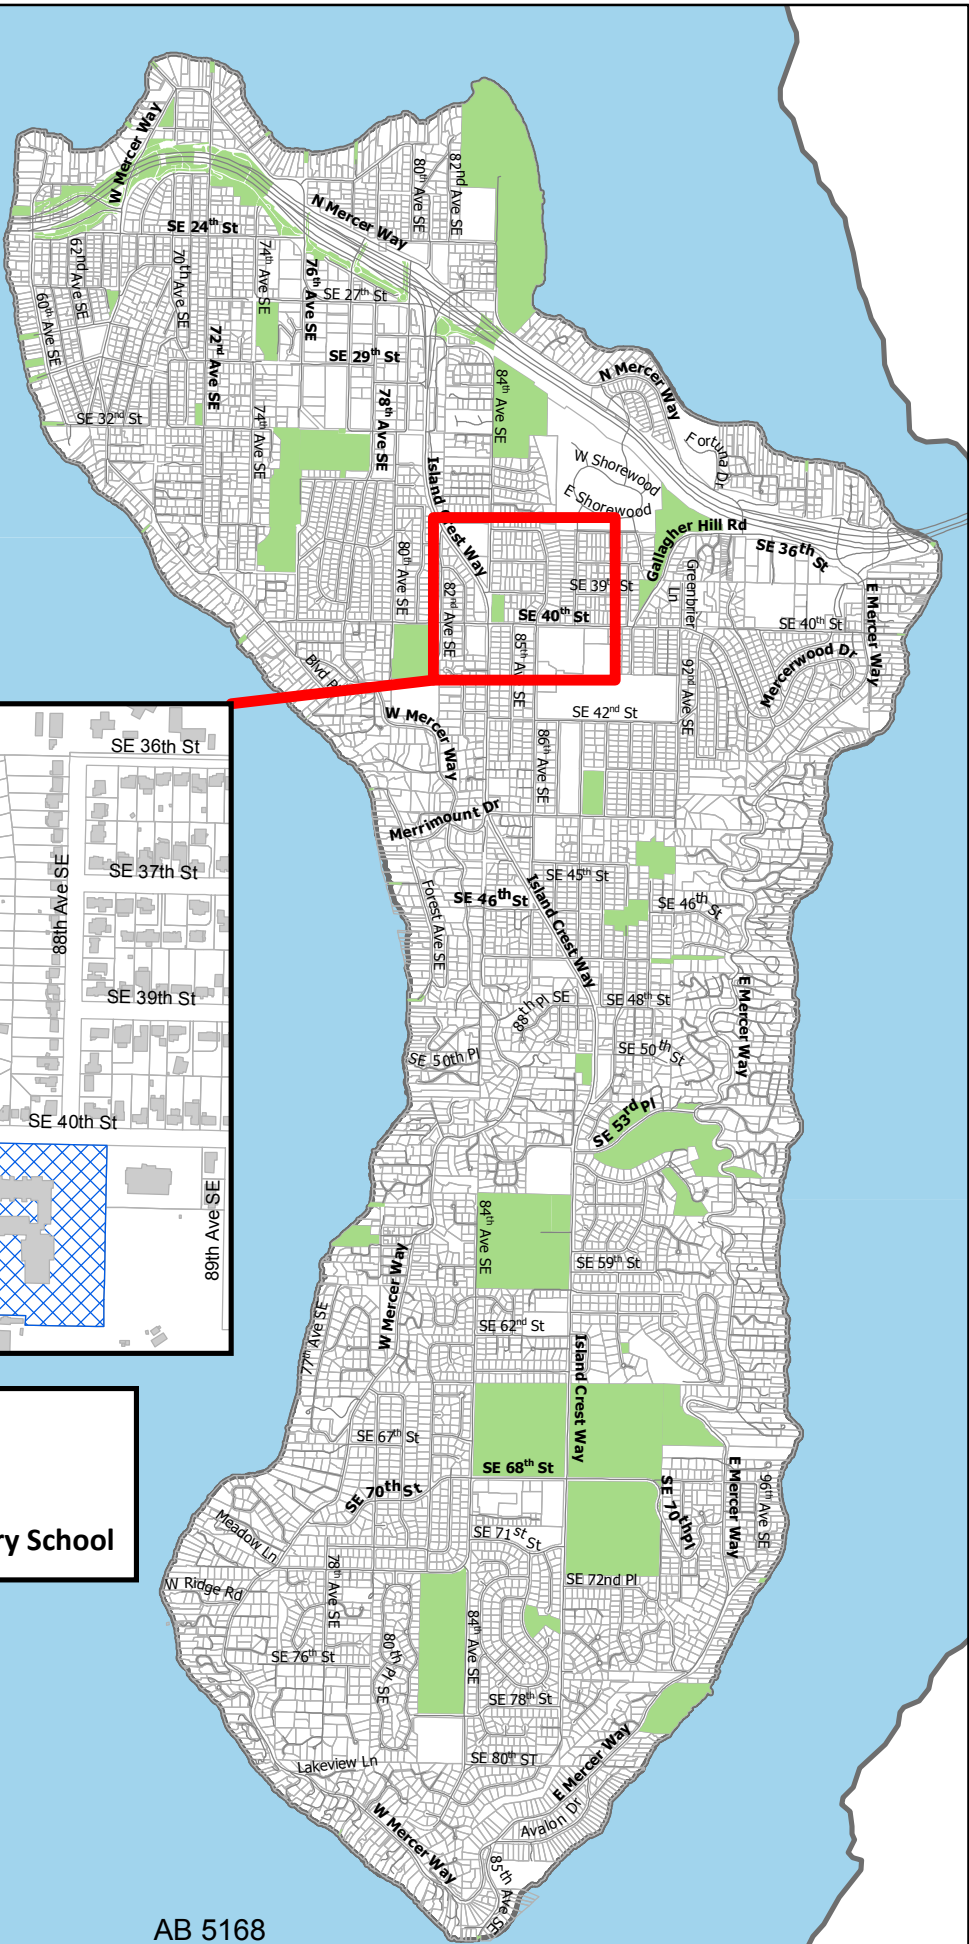 W Mercer Way
N Mercer Way
80th Ave SE
82nd Ave SE
SE 24th St
62nd Ave SE
70th Ave SE
74th Ave SE
76th Ave SE
SE 27th St
60th Ave SE
72nd Ave SE
SE 29th St
78th Ave SE
84th Ave SE
N Mercer Way
SE 32nd St
74th Ave SE
Fortuna Dr
W Shorewood
E Shorewood
Island Crest Way
Gallagher Hill Rd
SE 36th St
80th Ave SE
82nd Ave SE
SE 39th St
Greenbrier Ln
E Mercer Way
SE 40th St
SE 40th St
85th Ave SE
92nd Ave SE
Mercerwood Dr
Blvd Pl
W Mercer Way
SE 42nd St
86th Ave SE
Merrimount Dr
SE 36th St
88th Ave SE
SE 37th St
SE 39th St
SE 40th St
89th Ave SE
Forest Ave SE
SE 45th St
SE 46th St
Island Crest Way
SE 46th St
88th Pl SE
SE 48th St
E Mercer Way
SE 50th Pl
SE 50th St
SE 53rd Pl
84th Ave SE
W Mercer Way
SE 59th St
77th Ave SE
SE 62nd St
Island Crest Way
SE 67th St
SE 68th St
SE 70th St
SE 70th Pl
E Mercer Way
96th Ave SE
ry School
Meadow Ln
SE 71st St
W Ridge Rd
78th Ave SE
SE 72nd Pl
84th Ave SE
SE 76th St
80th Pl SE
SE 78th St
Lakeview Ln
SE 80th ST
E Mercer Way
W Mercer Way
Avalon Dr
85th Ave SE
AB 5168